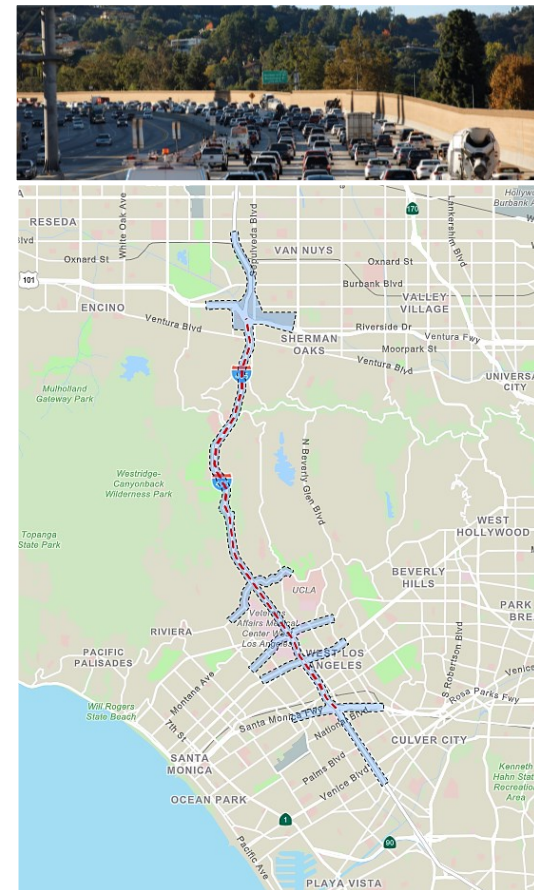 Hollywo
Burbank A
170
RESEDA
White Oak Ave
Sepulveda Blvd
Lankershim Blvd
VAN NUYS
Blvd
Oxnard St
Oxnard St
101
Burbank Blvd
ENCINO
VALLEY
VILLAGE
Ventura Blvd
Riverside Dr
SHERMAN
OAKS
Ventura Fwy
Moorpark St
Ventura Blvd
UNIVERSA
CITY
Mulholland
Gateway Park
N Beverly Glen Blvd
Westridge-
Canyonback
Wilderness Park
WEST
HOLLYWOOD
Topanga
State Park
BEVERLY
HILLS
UCLA
Veterans
Affairs Medical
Center We
Los Angeles
PARK
BRE
RIVIERA
WEST LOS
ANGELES
PACIFIC
PALISADES
S Robertson Blvd
Venice
Montana Ave
Rosa Parks Fwy
Will Rogers
State Beach
7th St
Santa Monica Fwy
National Blvd
CULVER CITY
SANTA
MONICA
Palms Blvd
Venice Blvd
Kenneth
Hahn Stat
Recreation
Area
OCEAN PARK
1
Pacific Ave
90
PLAYA VISTA